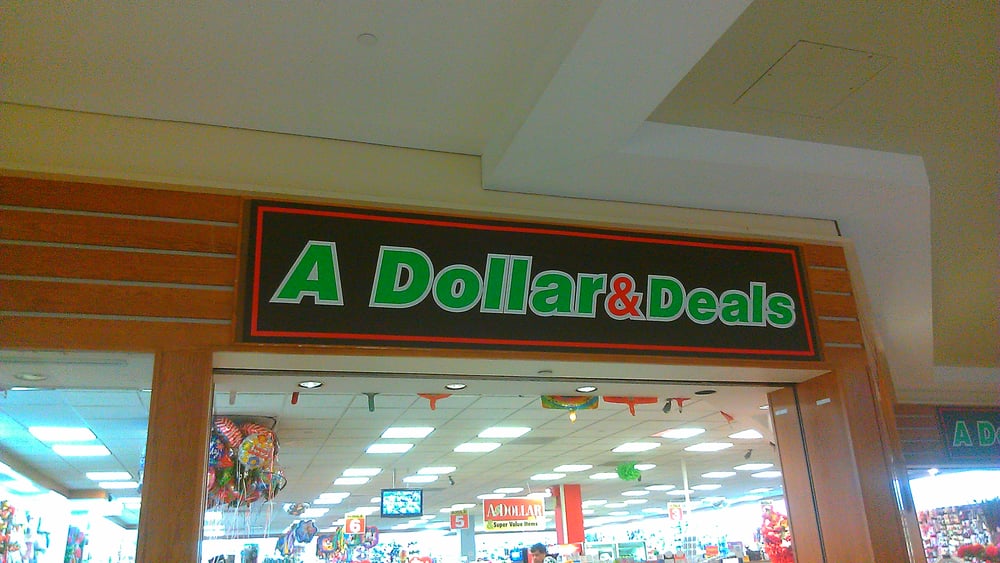 A Dollar & Deals
A D
6
5
A DOLLAR
& Super Value Items